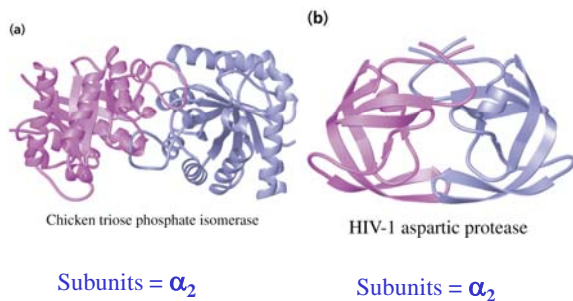 (a)
(b)
Chicken triose phosphate isomerase
HIV-1 aspartic protease
Subunits = α₂
Subunits = α₂